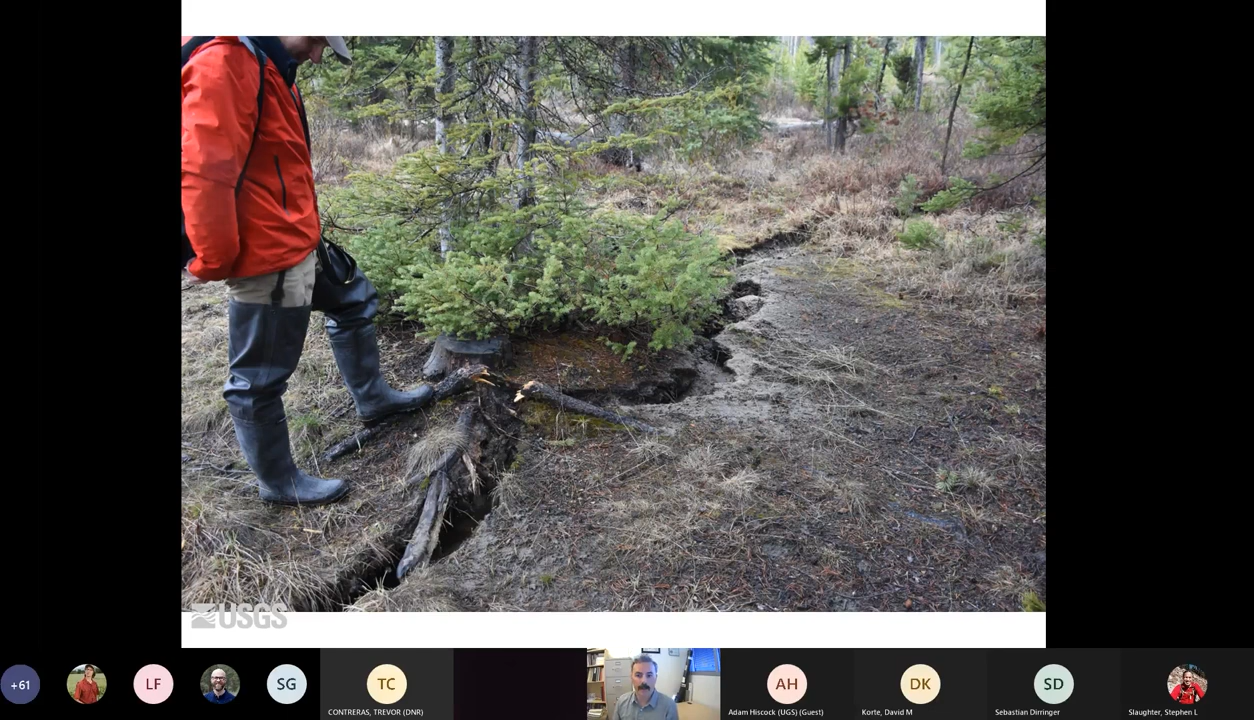 USGS
+61
LF
SG
TC
CONTRERAS, TREVOR (DNR)
AH
Adam Hiscock (UGS) (Guest)
DK
Korte, David M
SD
Sebastian Dirringer
Slaughter, Stephen L